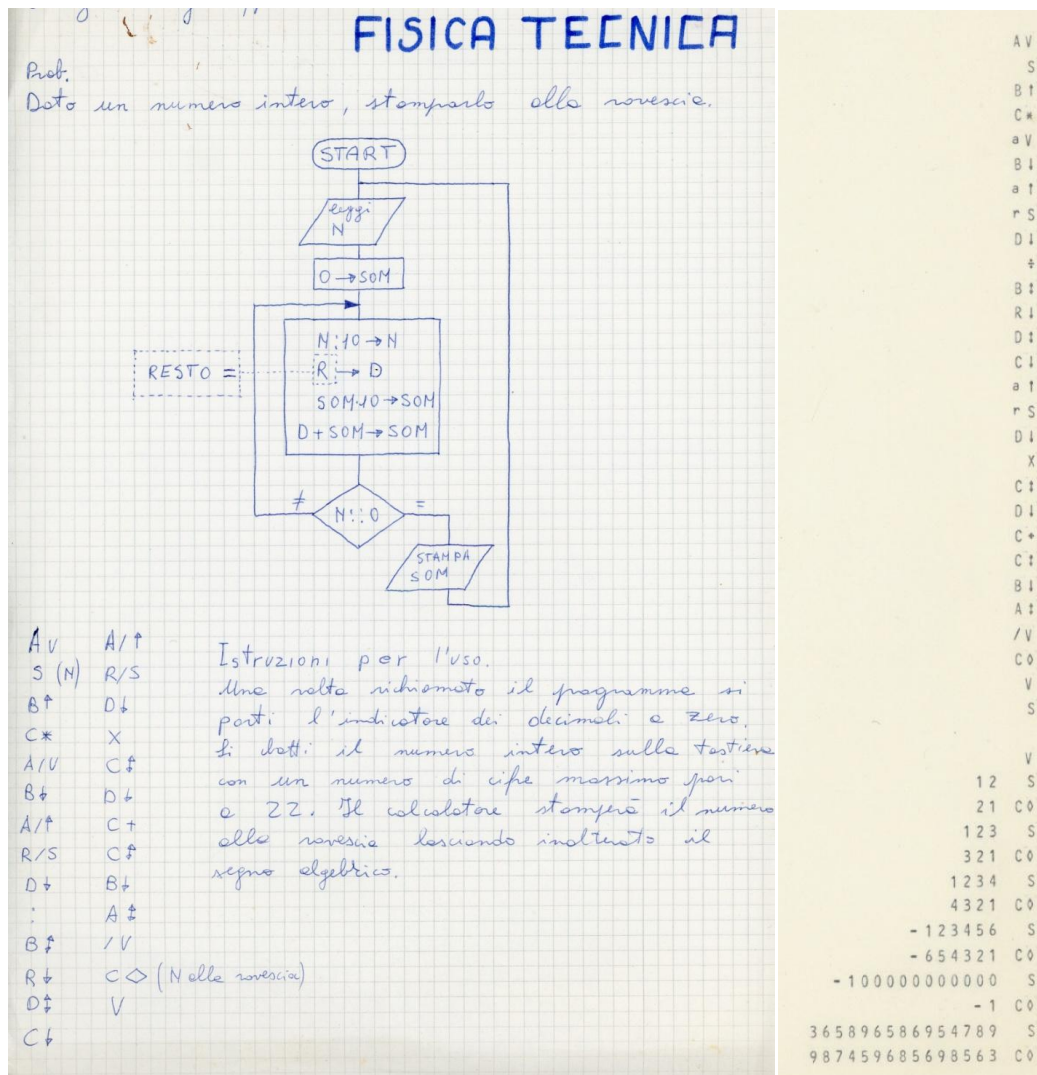 FISICA TECNICA
Prob.
Dato un numero intero, stamparlo alla rovescia.
START
leggi
N
0→SOM
N:10→N
RESTO = R → D
SOM·10→SOM
D+SOM→SOM
≠ N::0 =
STAMPA
SOM
A∨
S (N)
B↑
C*
A/V
B↓
A/↑
R/S
D↓
:
B↕
R↓
D↕
C↓
A/↑
R/S
D↓
X
C↕
D↓
C+
C↕
B↓
A↕
/V
C◇ (N alla rovescia)
V
Istruzioni per l'uso.
Una volta richiamato il programma si
porti l'indicatore dei decimali a zero.
Si batti il numero intero sulla tastiera
con un numero di cifre massimo pari
a 22. Il calcolatore stamperà il numero
alla rovescia lasciando inalterato il
segno algebrico.
AV
S
B↑
C*
aV
B↓
a↑
rS
D↓
÷
B↕
R↓
D↕
C↓
a↑
rS
D↓
X
C↕
D↓
C+
C↕
B↓
A↕
/V
C◊
V
S
V
12 S
21 C◊
123 S
321 C◊
1234 S
4321 C◊
-123456 S
-654321 C◊
-100000000000 S
-1 C◊
365896586954789 S
987459685698563 C◊